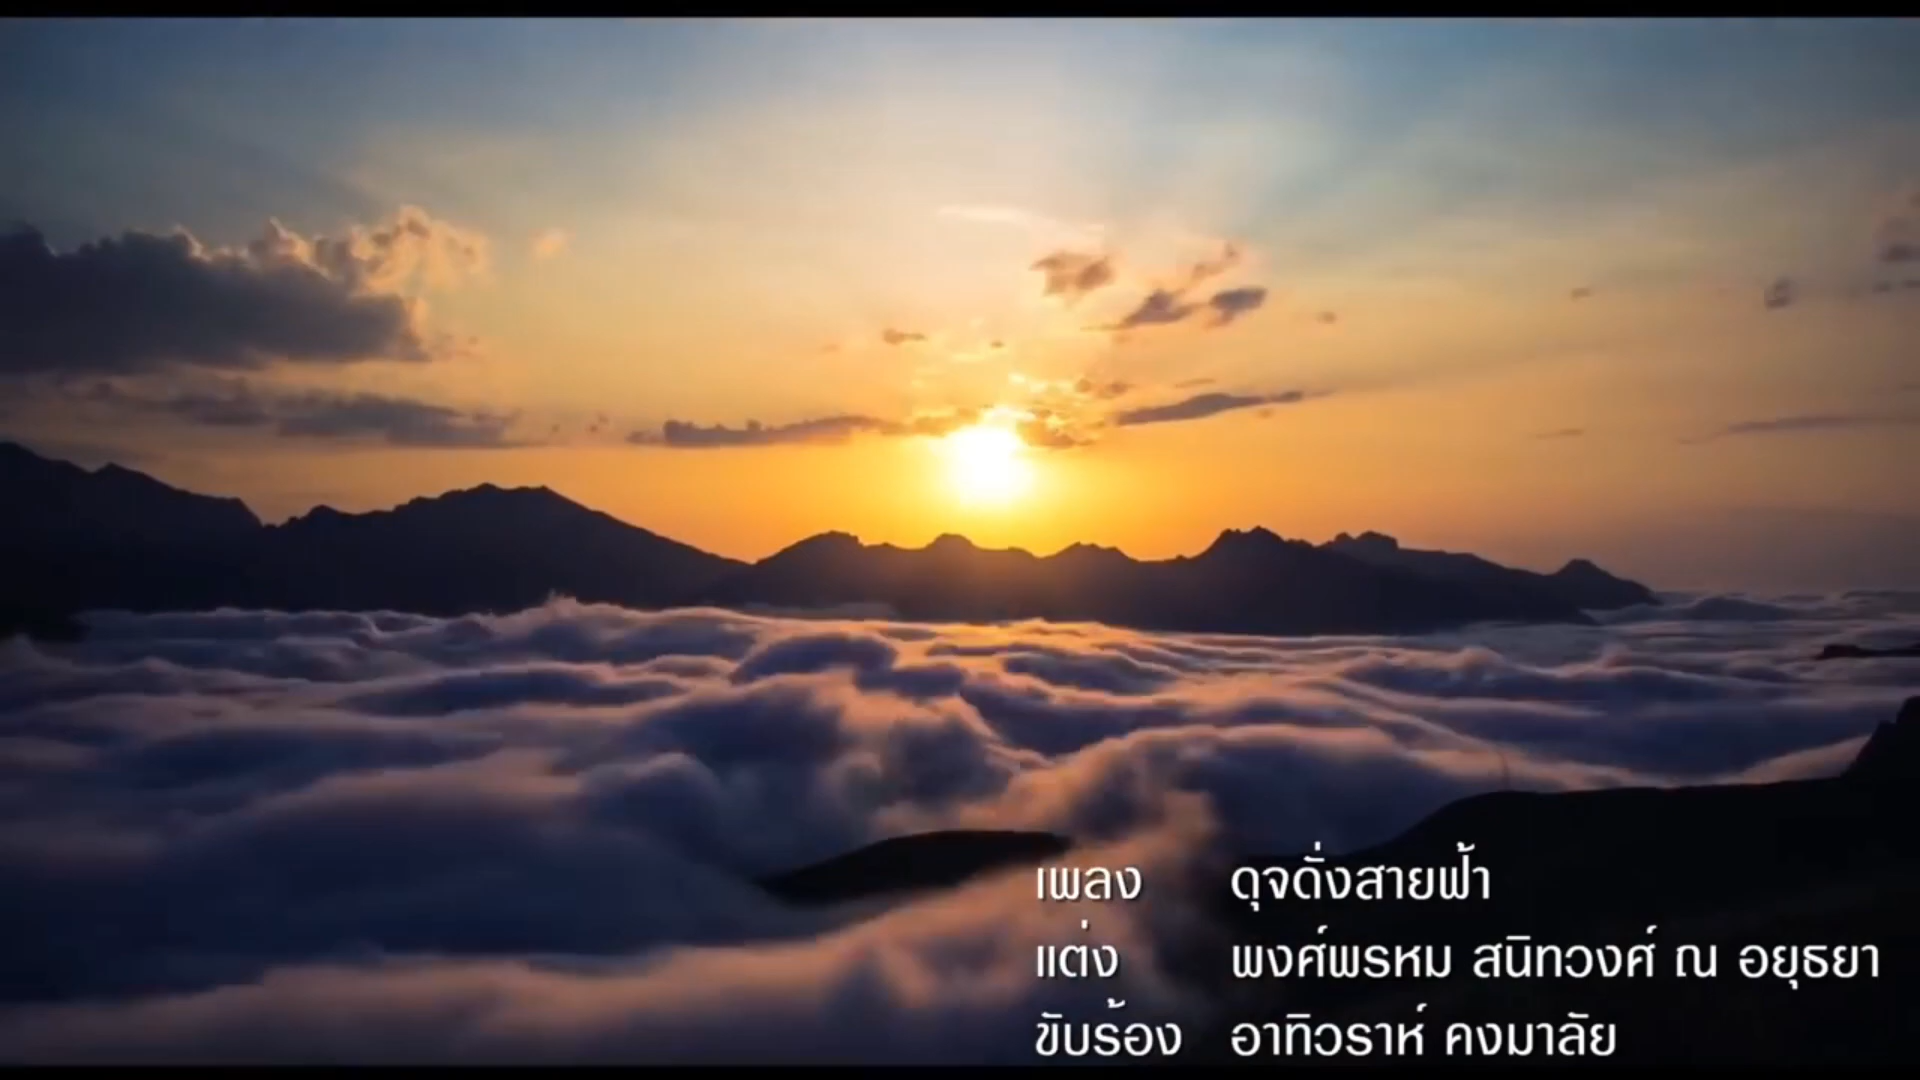 เพลง ดุจดั่งสายฟ้า
แต่ง พงศ์พรหม สนิทวงศ์ ณ อยุธยา
ขับร้อง อาทิวราห์ คงมาลัย